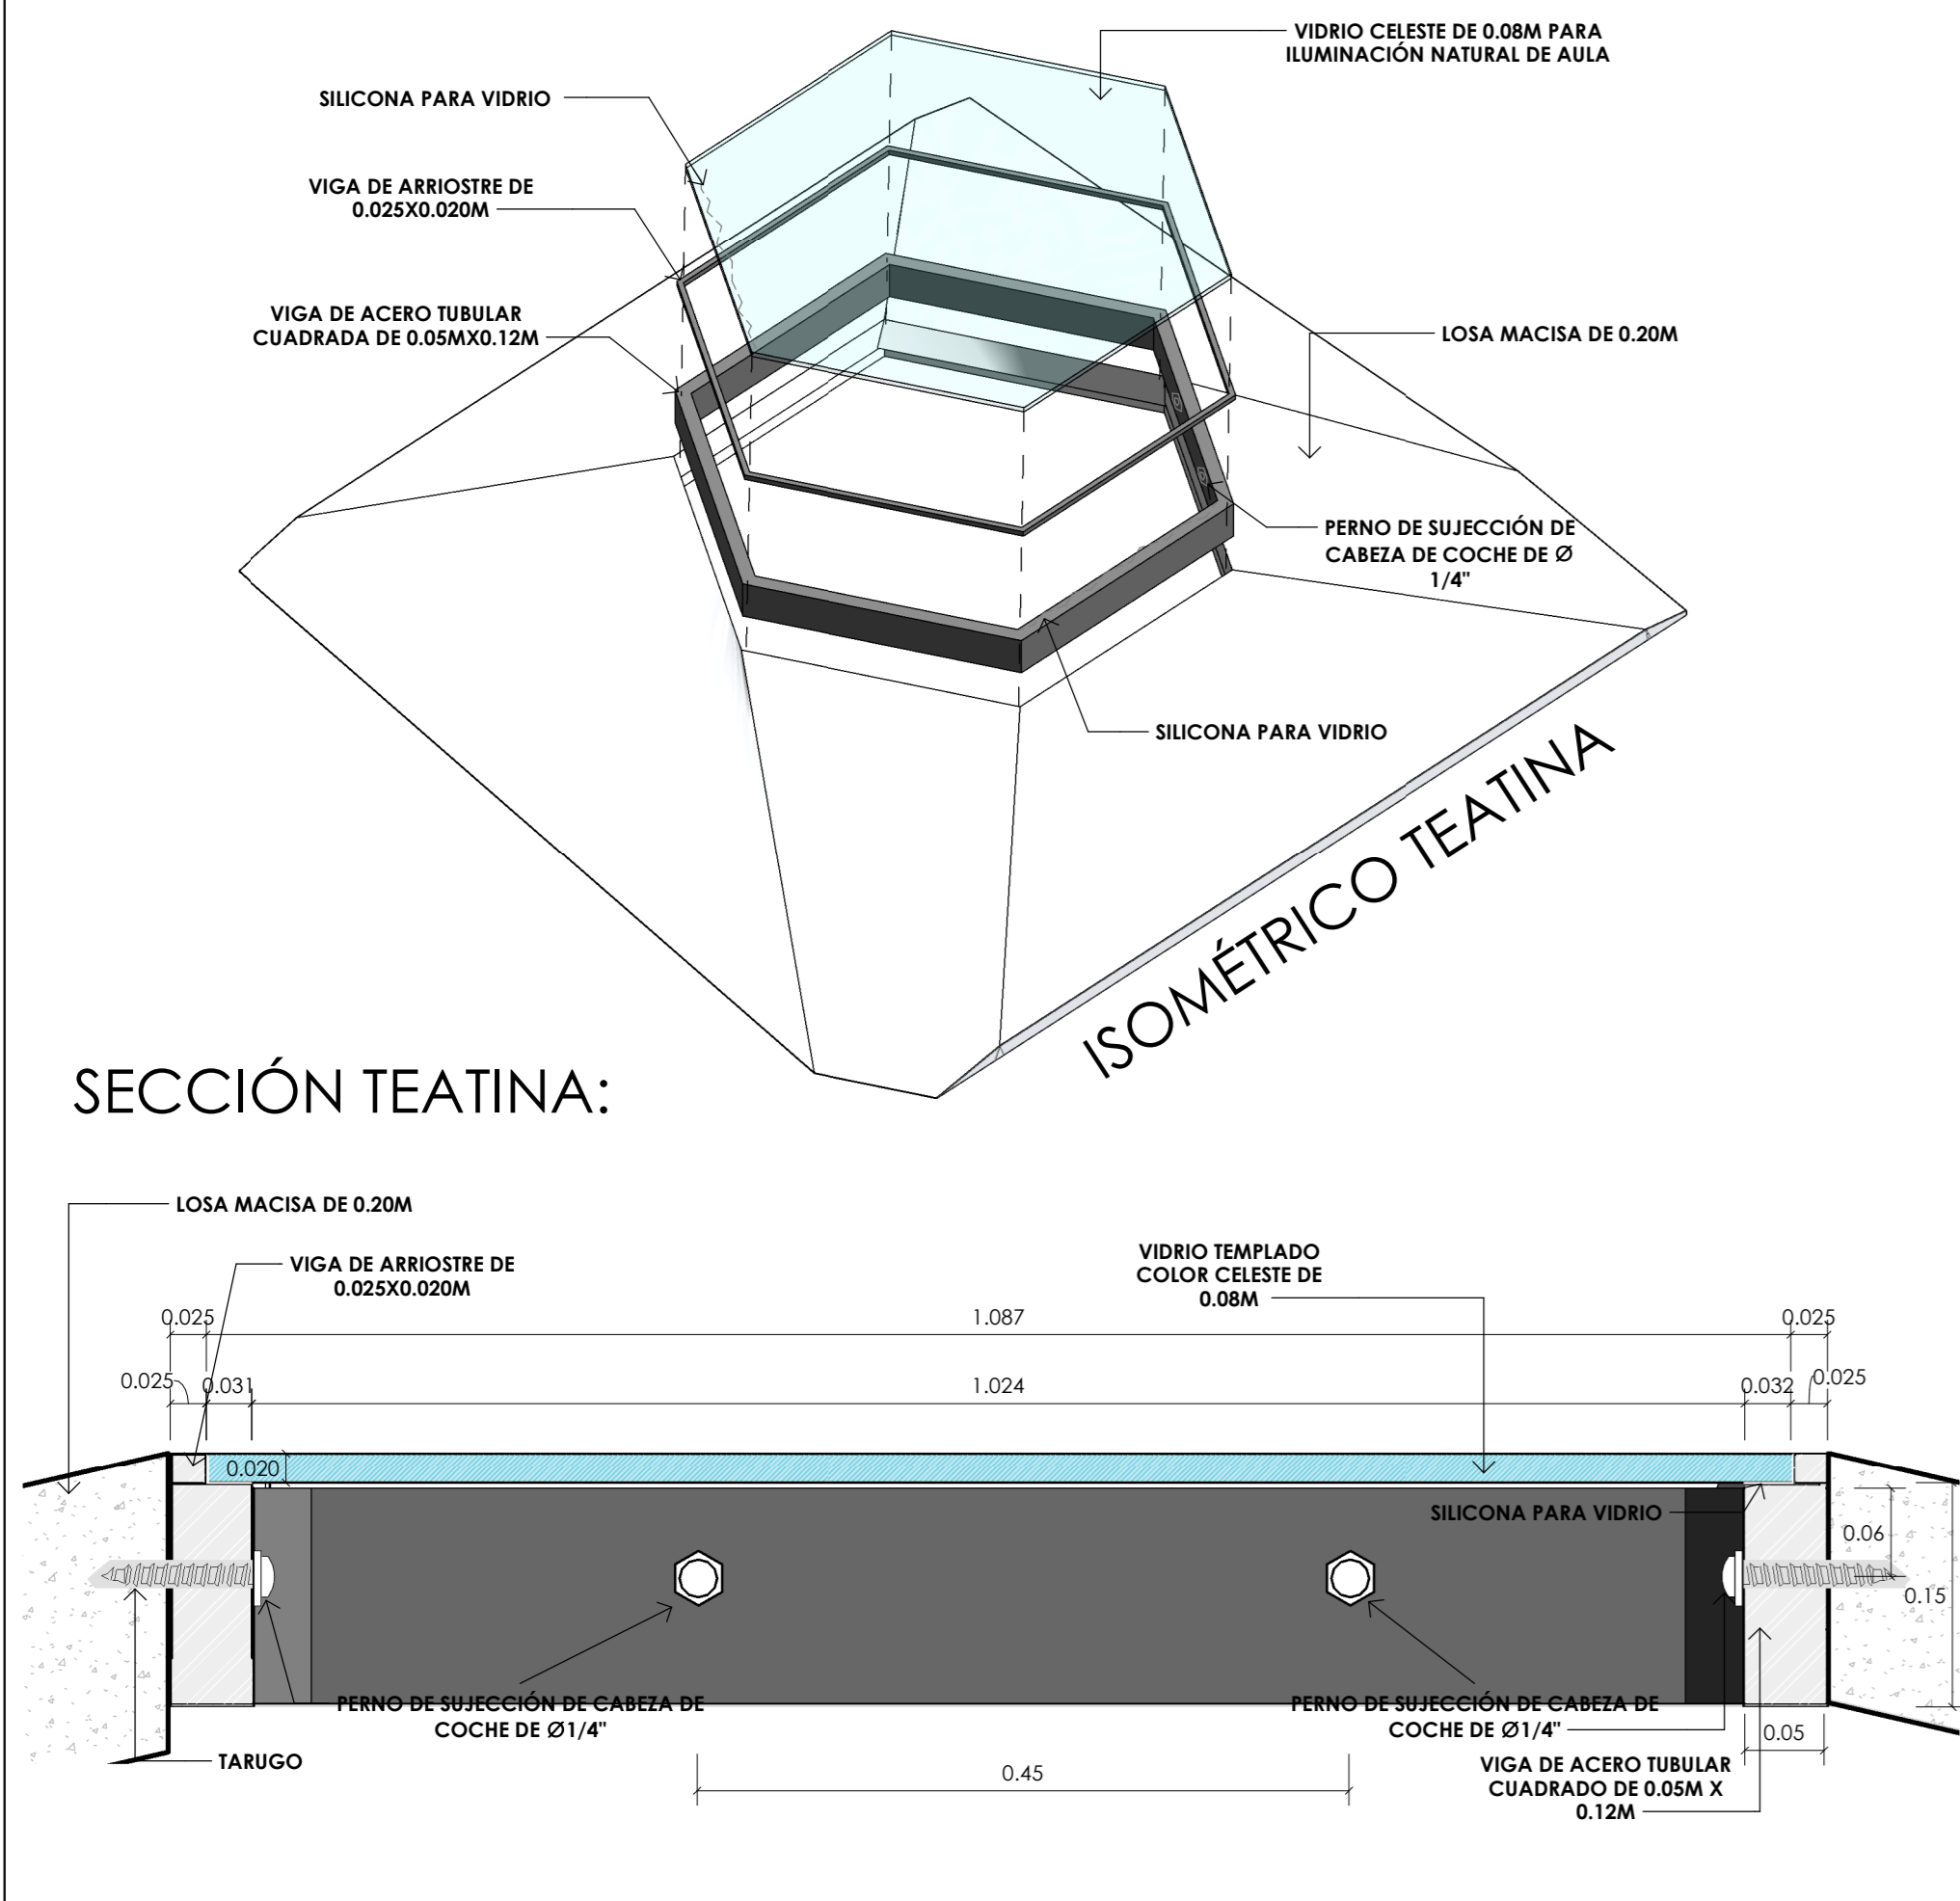 VIDRIO CELESTE DE 0.08M PARA
ILUMINACIÓN NATURAL DE AULA
SILICONA PARA VIDRIO
VIGA DE ARRIOSTRE DE
0.025X0.020M
VIGA DE ACERO TUBULAR
CUADRADA DE 0.05MX0.12M
LOSA MACISA DE 0.20M
PERNO DE SUJECCIÓN DE
CABEZA DE COCHE DE Ø
1/4"
SILICONA PARA VIDRIO
ISOMÉTRICO TEATINA
SECCIÓN TEATINA:
LOSA MACISA DE 0.20M
VIGA DE ARRIOSTRE DE
0.025X0.020M
VIDRIO TEMPLADO
COLOR CELESTE DE
0.08M
0.025
1.087
0.025
0.025
0.031
1.024
0.032
0.025
0.020
SILICONA PARA VIDRIO
0.06
0.15
PERNO DE SUJECCIÓN DE CABEZA DE
COCHE DE Ø1/4"
PERNO DE SUJECCIÓN DE CABEZA DE
COCHE DE Ø1/4"
0.05
TARUGO
0.45
VIGA DE ACERO TUBULAR
CUADRADO DE 0.05M X
0.12M